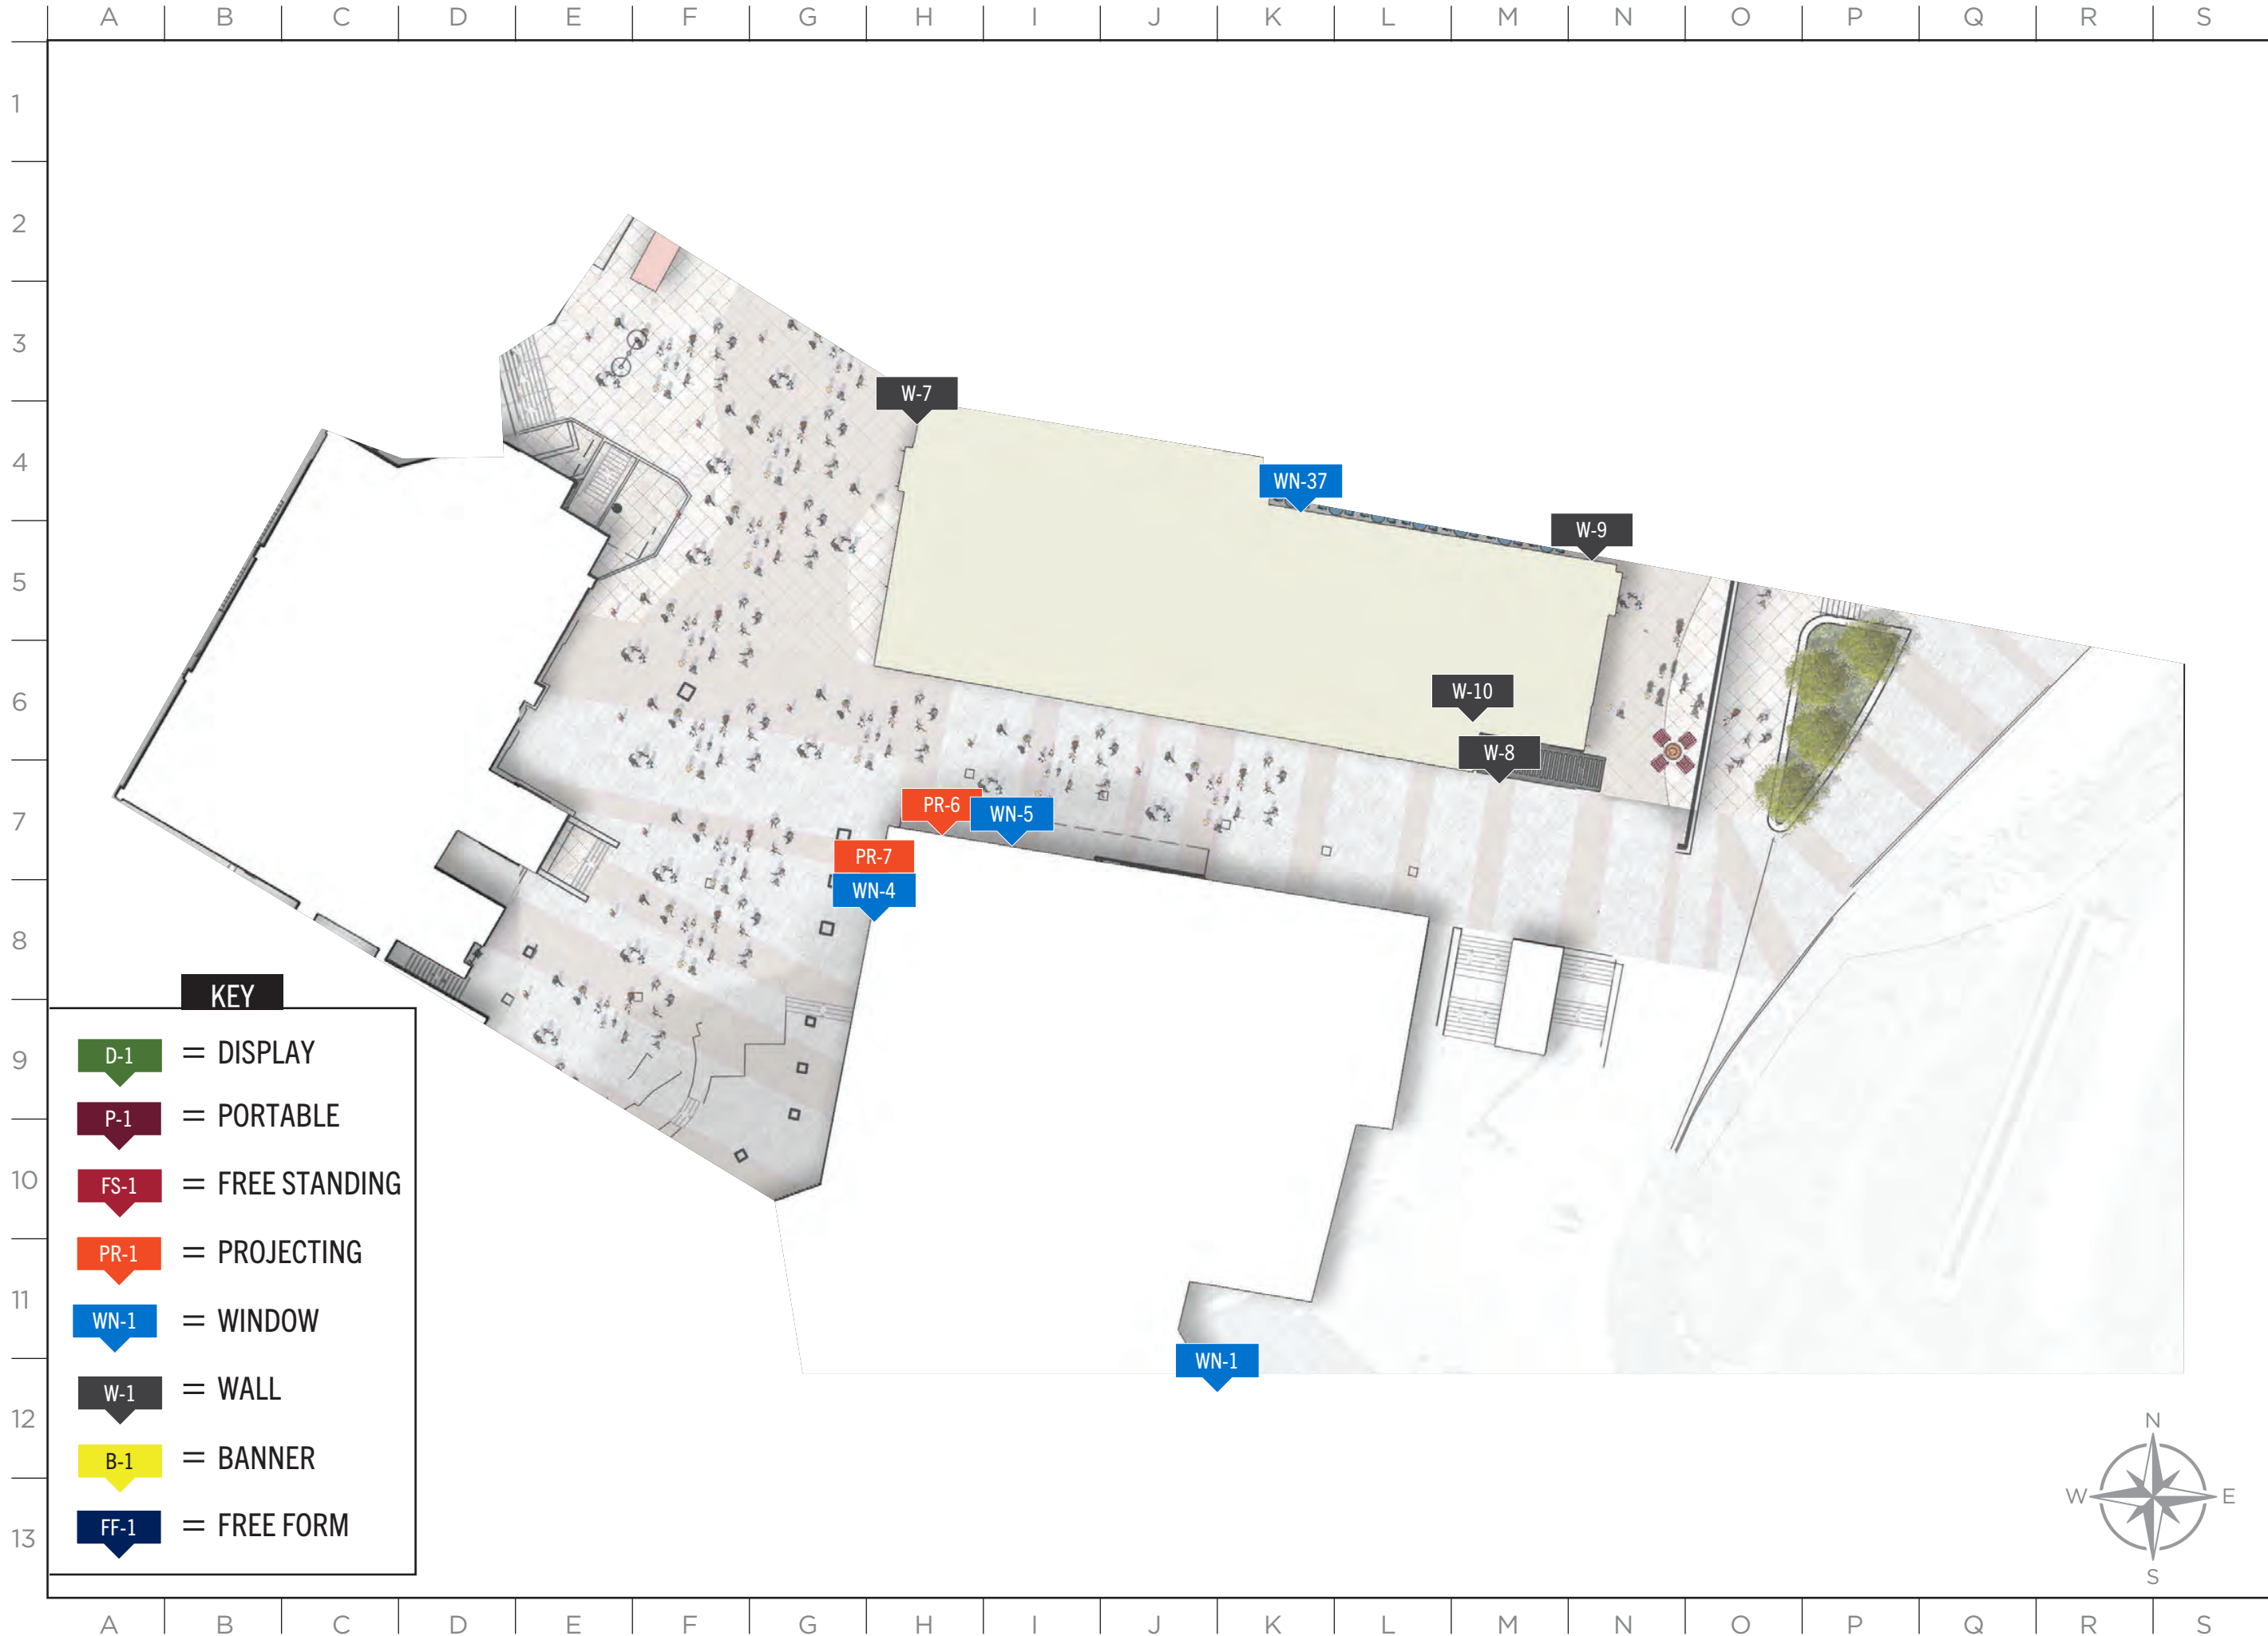 A B C D E F G H I J K L M N O P Q R S
1
2
3
W-7
4
WN-37
W-9
5
6
W-10
W-8
PR-6
WN-5
7
PR-7
WN-4
8
9
10
11
WN-1
12
13
KEY
D-1 = DISPLAY
P-1 = PORTABLE
FS-1 = FREE STANDING
PR-1 = PROJECTING
WN-1 = WINDOW
W-1 = WALL
B-1 = BANNER
FF-1 = FREE FORM
N
W E
S
A B C D E F G H I J K L M N O P Q R S